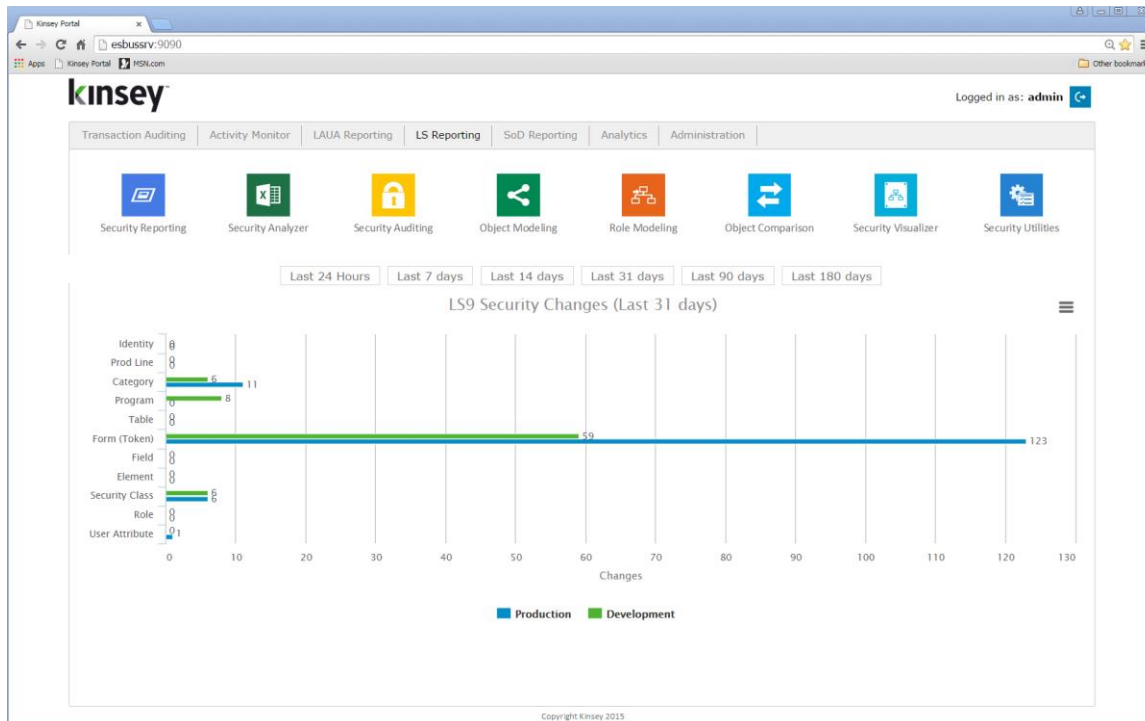 Kinsey Portal
esbussrv:9090
Apps Kinsey Portal MSN.com Other bookmark
kinsey
Logged in as: admin
Transaction Auditing Activity Monitor LAUA Reporting LS Reporting SoD Reporting Analytics Administration
Security Reporting Security Analyzer Security Auditing Object Modeling Role Modeling Object Comparison Security Visualizer Security Utilities
Last 24 Hours Last 7 days Last 14 days Last 31 days Last 90 days Last 180 days
LS9 Security Changes (Last 31 days)
Identity 0 0
Prod Line 0 0
Category 6 11
Program 8 0
Table 0 0
Form (Token) 59 123
Field 0 0
Element 0 0
Security Class 6 6
Role 0 0
User Attribute 0 1
0 10 20 30 40 50 60 70 80 90 100 110 120 130
Changes
Production Development
Copyright Kinsey 2015